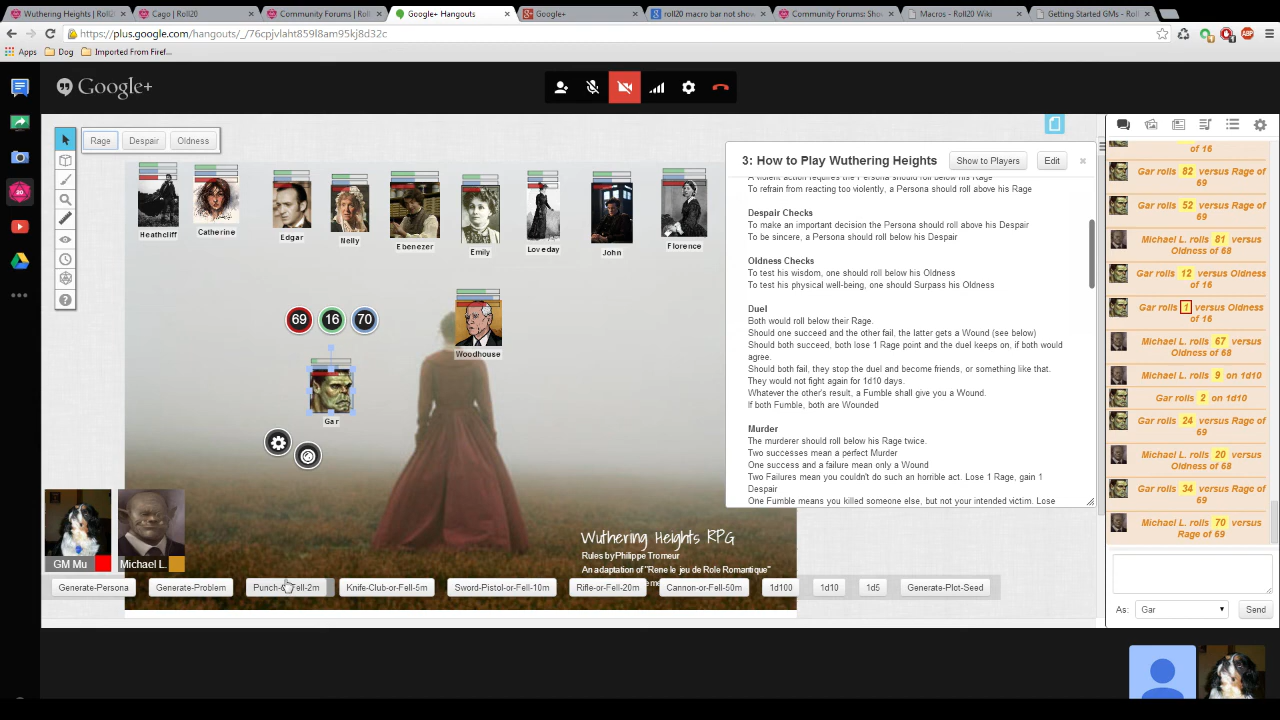 Wuthering Heights | Roll20
Cago | Roll20
Community Forums | Roll
Google+ Hangouts
Google+
roll20 macro bar not show
Community Forums: Show
Macros - Roll20 Wiki
Getting Started GMs - Roll
https://plus.google.com/hangouts/_/76cpjvlaht859l8am95kj8d32c
Apps
Dog
Imported From Firef...
Google+
Rage
Despair
Oldness
Heathcliff
Catherine
Edgar
Nelly
Ebenezer
Emily
Loveday
John
Florence
69
16
70
Woodhouse
Gar
3: How to Play Wuthering Heights
Show to Players
Edit
A violent action requires the Persona should roll below his Rage
To refrain from reacting too violently, a Persona should roll above his Rage
Despair Checks
To make an important decision the Persona should roll above his Despair
To be sincere, a Persona should roll below his Despair
Oldness Checks
To test his wisdom, one should roll below his Oldness
To test his physical well-being, one should Surpass his Oldness
Duel
Both would roll below their Rage.
Should one succeed and the other fail, the latter gets a Wound (see below)
Should both succeed, both lose 1 Rage point and the duel keeps on, if both would
agree.
Should both fail, they stop the duel and become friends, or something like that.
They would not fight again for 1d10 days.
Whatever the other's result, a Fumble shall give you a Wound.
If both Fumble, both are Wounded
Murder
The murderer should roll below his Rage twice.
Two successes mean a perfect Murder
One success and a failure mean only a Wound
Two Failures mean you couldn't do such an horrible act. Lose 1 Rage, gain 1
Despair
One Fumble means you killed someone else, but not your intended victim. Lose
of 16
Gar rolls 82 versus Rage of
69
Gar rolls 52 versus Rage of
69
Michael L. rolls 81 versus
Oldness of 68
Gar rolls 12 versus Oldness
of 16
Gar rolls 1 versus Oldness
of 16
Michael L. rolls 67 versus
Oldness of 68
Michael L. rolls 9 on 1d10
Gar rolls 2 on 1d10
Gar rolls 24 versus Rage of
69
Michael L. rolls 20 versus
Oldness of 68
Gar rolls 34 versus Rage of
69
Michael L. rolls 70 versus
Rage of 69
GM Mu
Michael L.
Wuthering Heights RPG
Rules by Philippe Tromeur
An adaptation of "Rene le jeu de Role Romantique"
Generate-Persona
Generate-Problem
Knife-Club-or-Fell-5m
Sword-Pistol-or-Fell-10m
Rifle-or-Fell-20m
Cannon-or-Fell-50m
1d100
1d10
1d5
Generate-Plot-Seed
As:
Gar
Send